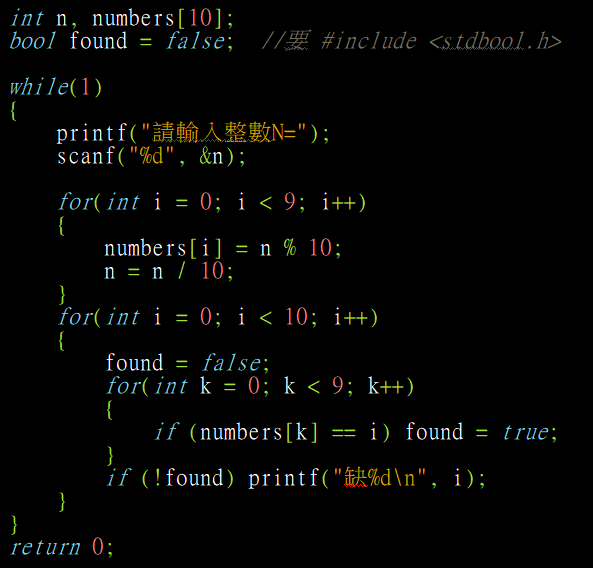 int n, numbers[10];
bool found = false;  //要 #include <stdbool.h>
while(1)
{
    printf("請輸入整數N=");
    scanf("%d", &n);
    for(int i = 0; i < 9; i++)
    {
        numbers[i] = n % 10;
        n = n / 10;
    }
    for(int i = 0; i < 10; i++)
    {
        found = false;
        for(int k = 0; k < 9; k++)
        {
            if (numbers[k] == i) found = true;
        }
        if (!found) printf("缺%d\n", i);
    }
}
return 0;